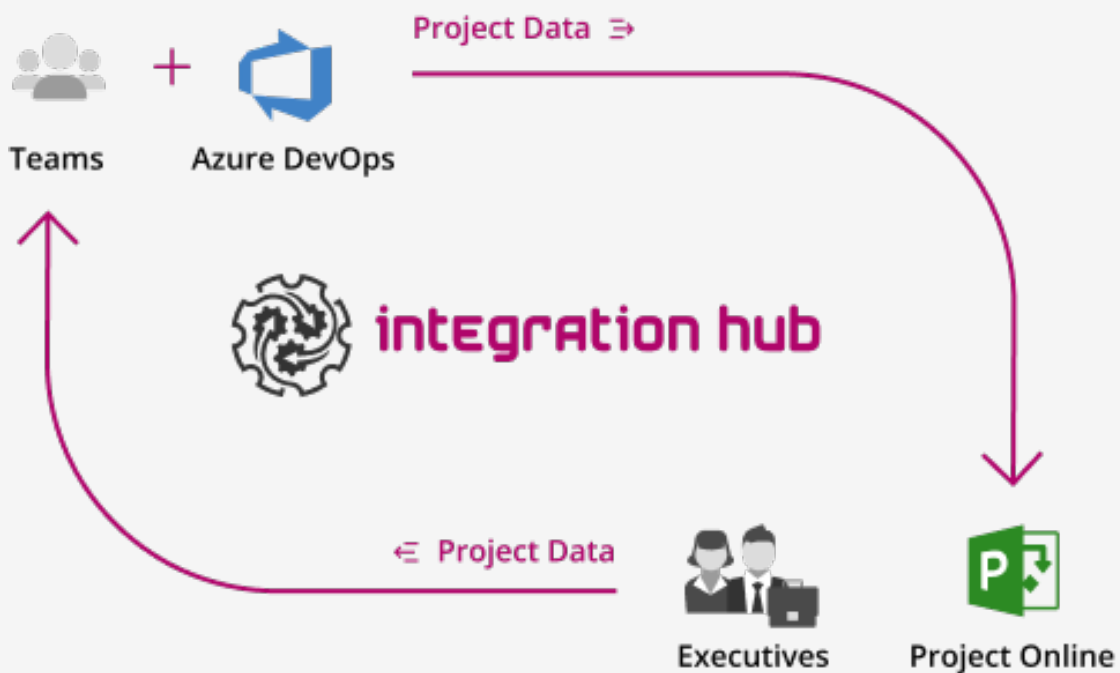 Project Data
Teams
+
Azure DevOps
integration hub
Project Data
P
Executives
Project Online